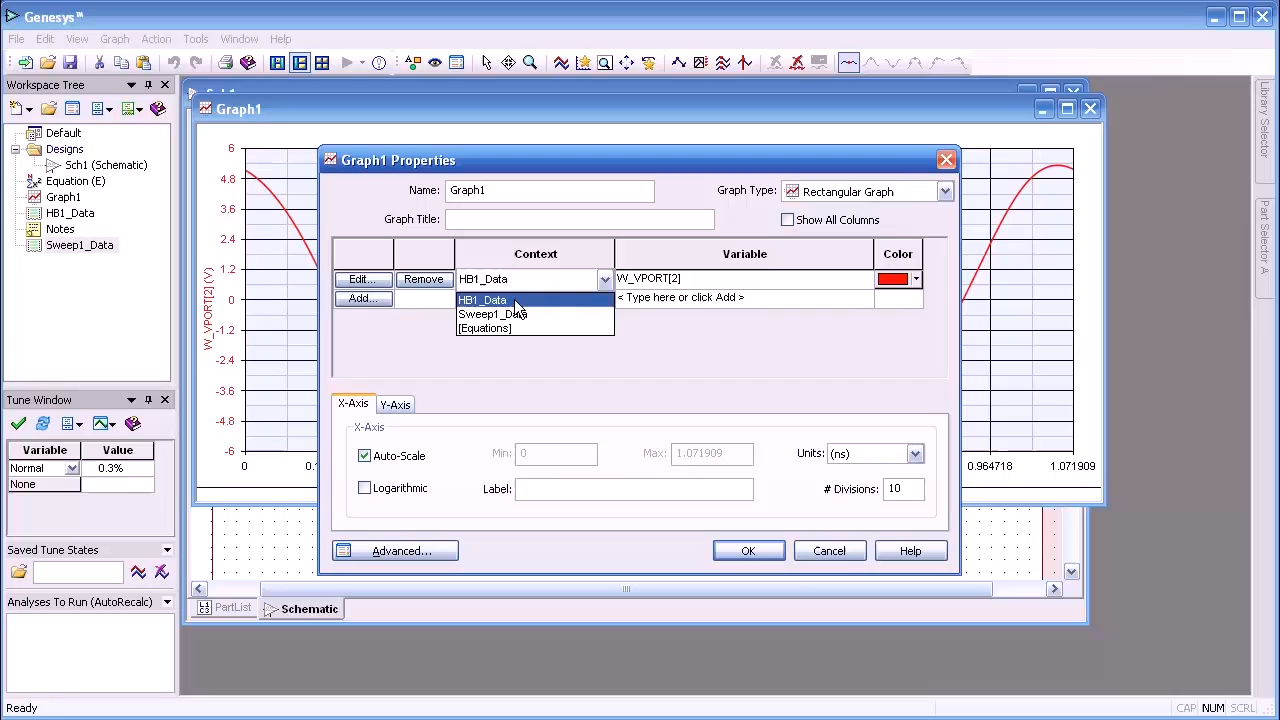 Genesys™
File Edit View Graph Action Tools Window Help
Workspace Tree
Default
Designs
Sch1 (Schematic)
Equation (E)
Graph1
HB1_Data
Notes
Sweep1_Data
Tune Window
Variable Value
Normal 0.3%
None
Saved Tune States
Analyses To Run (AutoRecalc)
Ready
Graph1
6
4.8
3.6
2.4
1.2
0
-1.2
-2.4
-3.6
-4.8
-6
W_VPORT[2] (V)
0
0.964718 1.071909
Graph1 Properties
Name: Graph1
Graph Type: Rectangular Graph
Graph Title:
Show All Columns
Context Variable Color
Edit... Remove HB1_Data W_VPORT[2]
Add... < Type here or click Add >
HB1_Data
Sweep1_Data
[Equations]
X-Axis Y-Axis
X-Axis
Auto-Scale Min: 0 Max: 1.071909 Units: (ns)
Logarithmic Label: # Divisions: 10
Advanced... OK Cancel Help
PartList Schematic
Library Selector
Part Selector A
CAP NUM SCRL